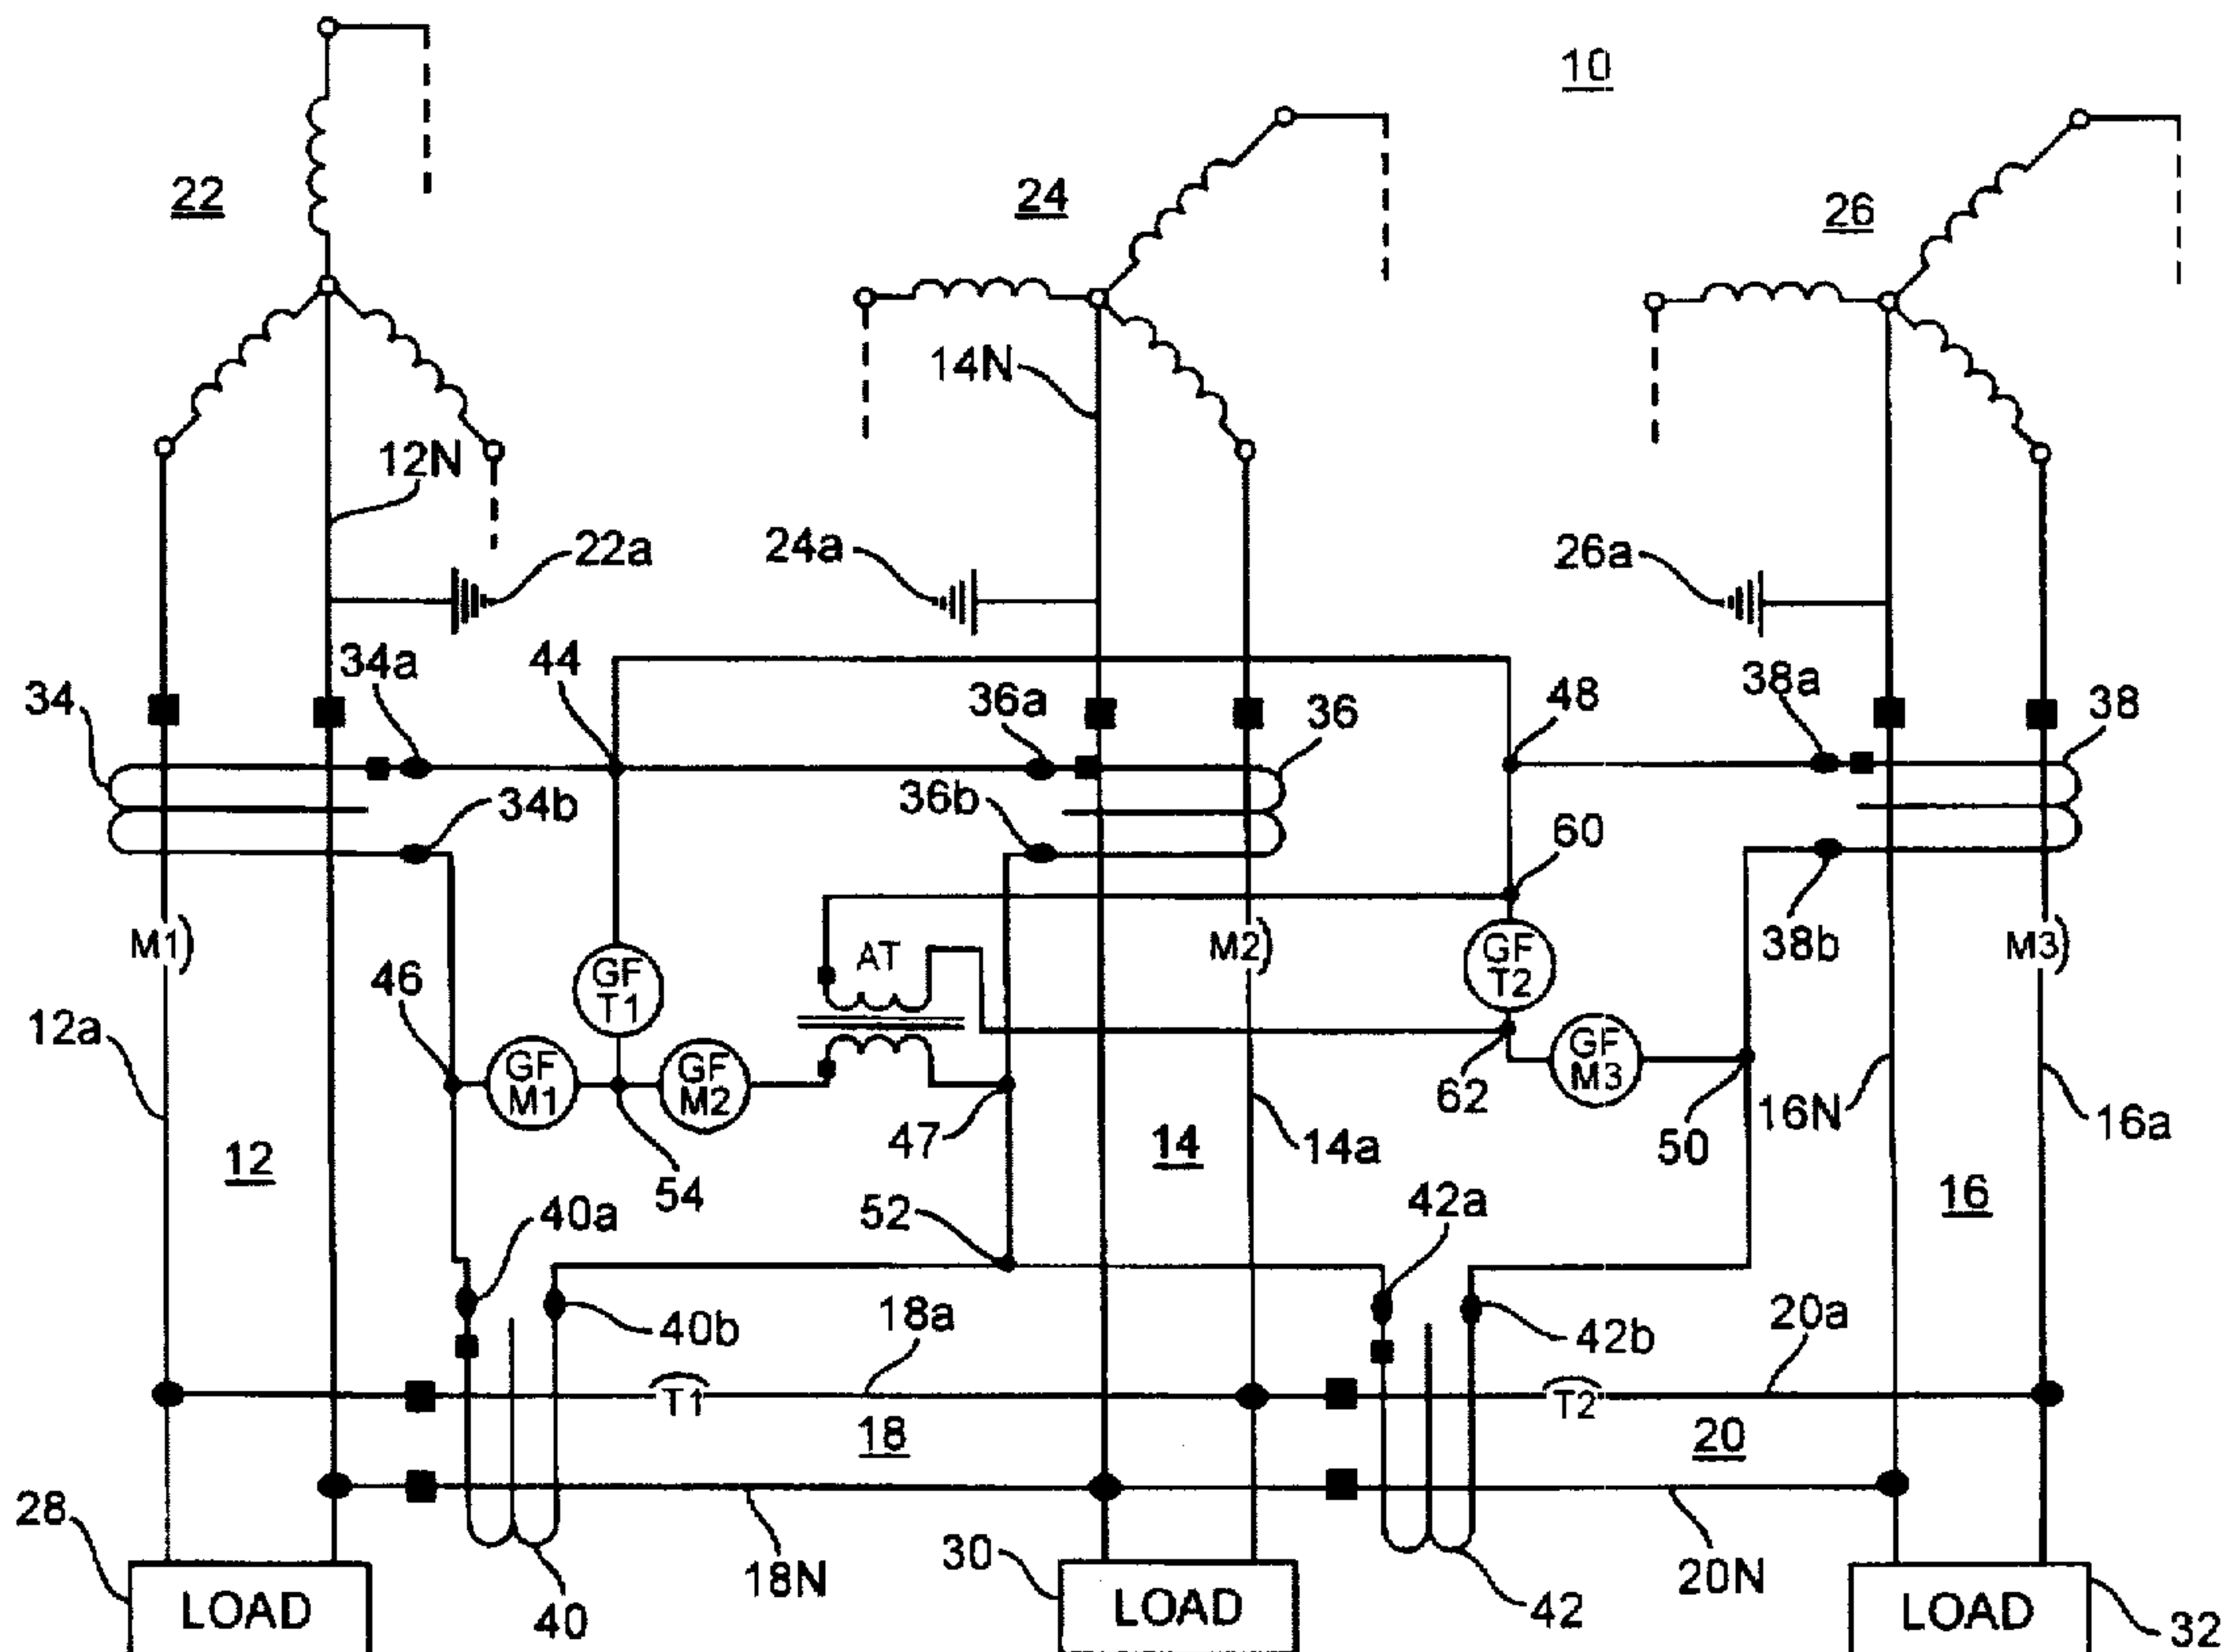 10
22
24
26
14N
12N
22a
24a
26a
34a
44
36a
48
38a
34
36
38
34b
36b
60
M1)
46
GF T1
AT
M2)
GF T2
38b
M3)
12a
GF M1
GF M2
GF M3
62
12
54
47
14
14a
50
16N
16a
16
40a
52
42a
40b
18a
42b
20a
T1
T2
18
20
28
LOAD
40
18N
30
LOAD
42
20N
LOAD
32